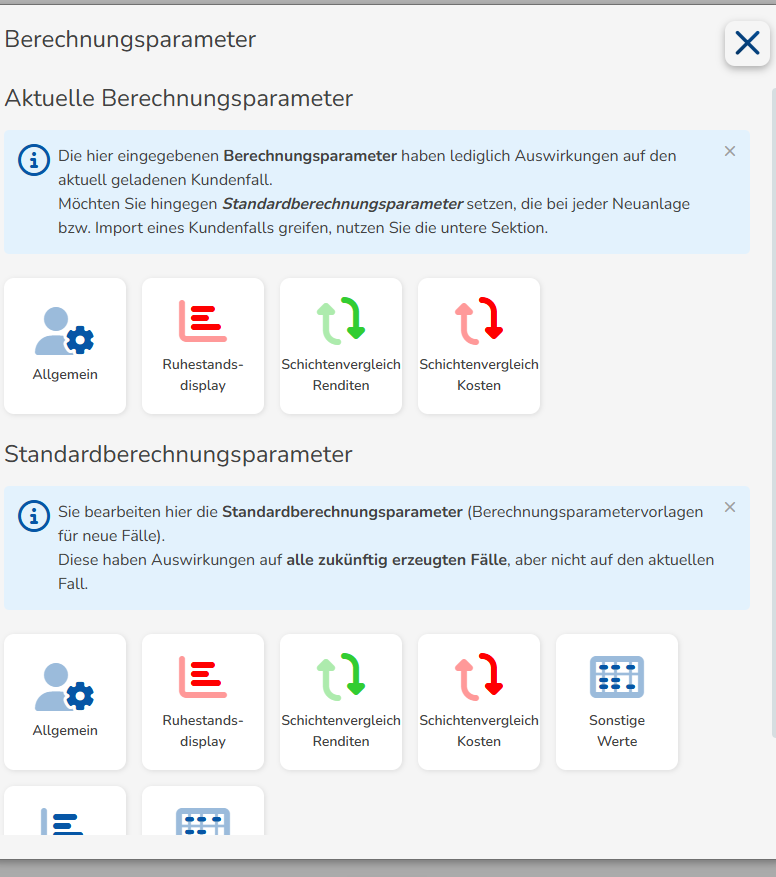 Berechnungsparameter
Aktuelle Berechnungsparameter
Die hier eingegebenen Berechnungsparameter haben lediglich Auswirkungen auf den
aktuell geladenen Kundenfall.
Möchten Sie hingegen Standardberechnungsparameter setzen, die bei jeder Neuanlage
bzw. Import eines Kundenfalls greifen, nutzen Sie die untere Sektion.
Allgemein
Ruhestands-
display
Schichtenvergleich
Renditen
Schichtenvergleich
Kosten
Standardberechnungsparameter
Sie bearbeiten hier die Standardberechnungsparameter (Berechnungsparametervorlagen
für neue Fälle).
Diese haben Auswirkungen auf alle zukünftig erzeugten Fälle, aber nicht auf den aktuellen
Fall.
Allgemein
Ruhestands-
display
Schichtenvergleich
Renditen
Schichtenvergleich
Kosten
Sonstige
Werte